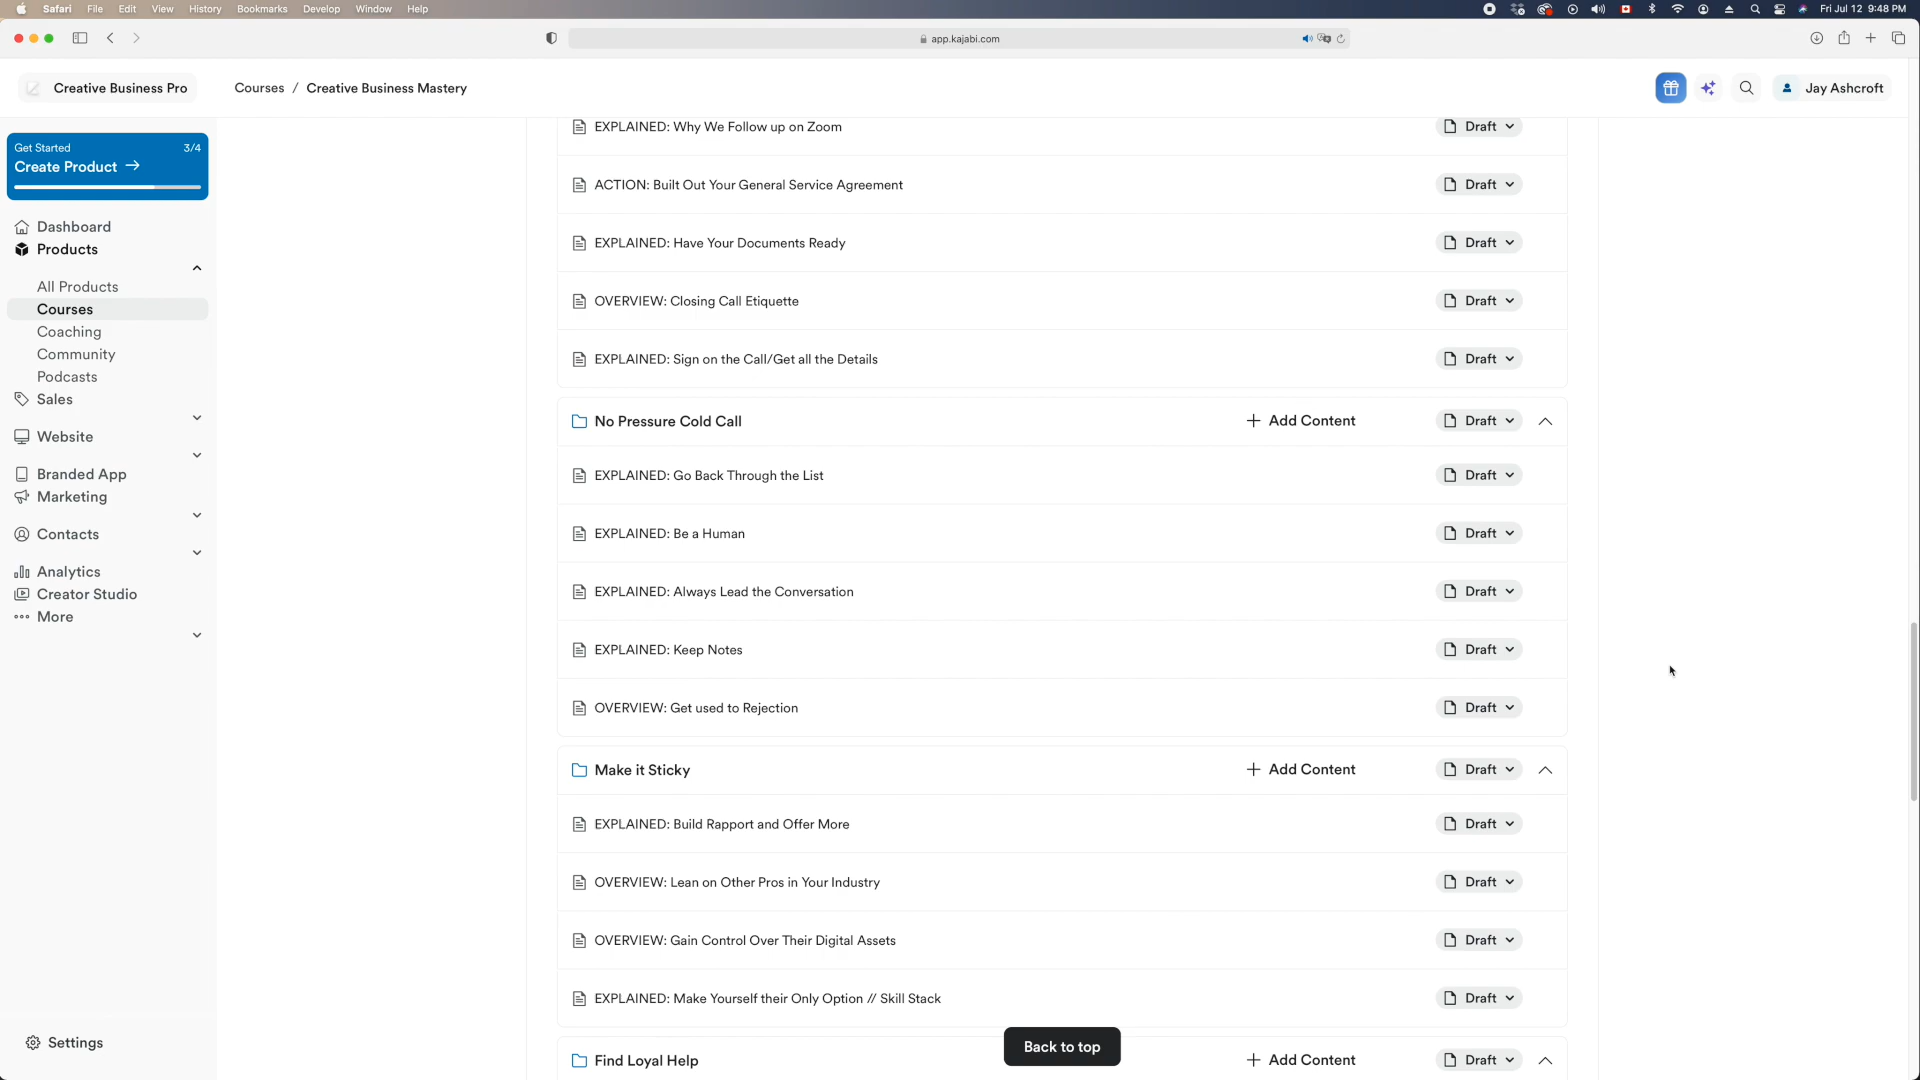 Safari File Edit View History Bookmarks Develop Window Help Fri Jul 12 9:48 PM
app.kajabi.com
Creative Business Pro
Courses / Creative Business Mastery
Jay Ashcroft
Get Started 3/4
Create Product →
Dashboard
Products
All Products
Courses
Coaching
Community
Podcasts
Sales
Website
Branded App
Marketing
Contacts
Analytics
Creator Studio
More
Settings
EXPLAINED: Why We Follow up on Zoom Draft
ACTION: Built Out Your General Service Agreement Draft
EXPLAINED: Have Your Documents Ready Draft
OVERVIEW: Closing Call Etiquette Draft
EXPLAINED: Sign on the Call/Get all the Details Draft
No Pressure Cold Call + Add Content Draft
EXPLAINED: Go Back Through the List Draft
EXPLAINED: Be a Human Draft
EXPLAINED: Always Lead the Conversation Draft
EXPLAINED: Keep Notes Draft
OVERVIEW: Get used to Rejection Draft
Make it Sticky + Add Content Draft
EXPLAINED: Build Rapport and Offer More Draft
OVERVIEW: Lean on Other Pros in Your Industry Draft
OVERVIEW: Gain Control Over Their Digital Assets Draft
EXPLAINED: Make Yourself their Only Option // Skill Stack Draft
Back to top
Find Loyal Help + Add Content Draft